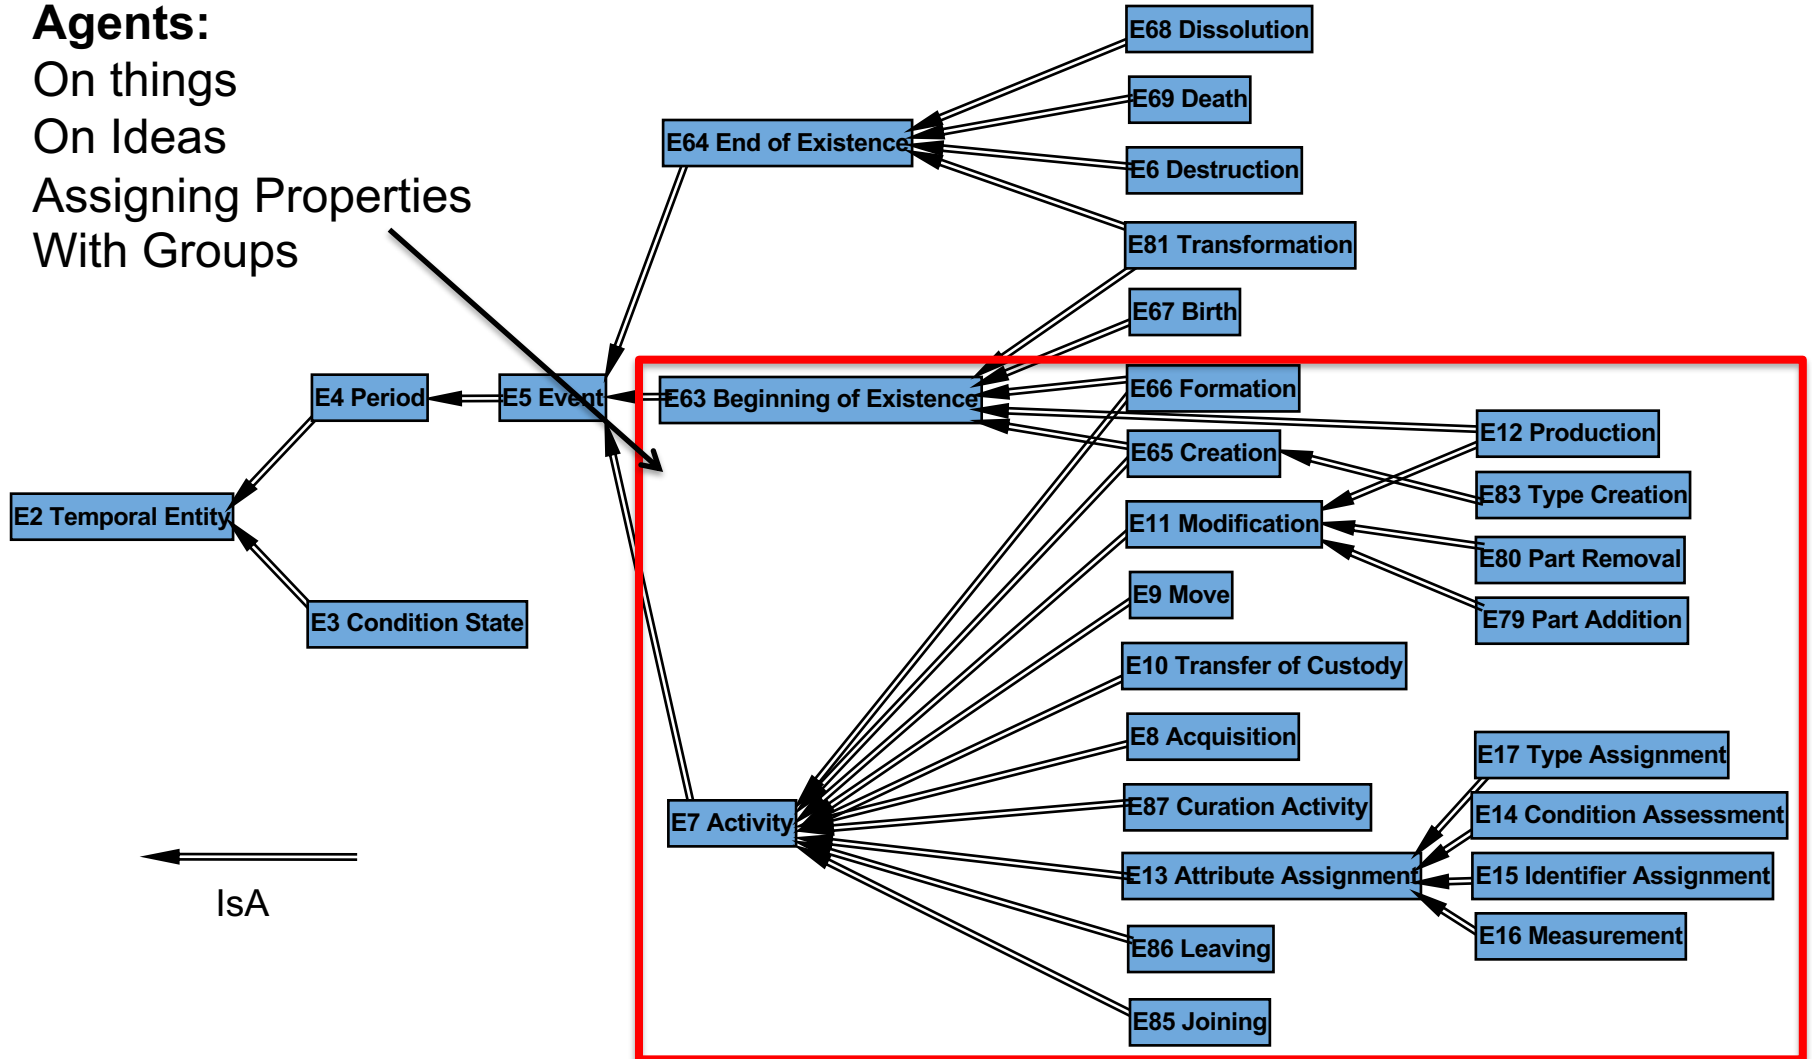 Agents:
On things
On Ideas
Assigning Properties
With Groups
E68 Dissolution
E69 Death
E64 End of Existence
E6 Destruction
E81 Transformation
E67 Birth
E4 Period
E5 Event
E63 Beginning of Existence
E66 Formation
E12 Production
E65 Creation
E83 Type Creation
E2 Temporal Entity
E11 Modification
E80 Part Removal
E9 Move
E3 Condition State
E79 Part Addition
E10 Transfer of Custody
E8 Acquisition
E17 Type Assignment
E7 Activity
E87 Curation Activity
E14 Condition Assessment
E13 Attribute Assignment
E15 Identifier Assignment
IsA
E86 Leaving
E16 Measurement
E85 Joining